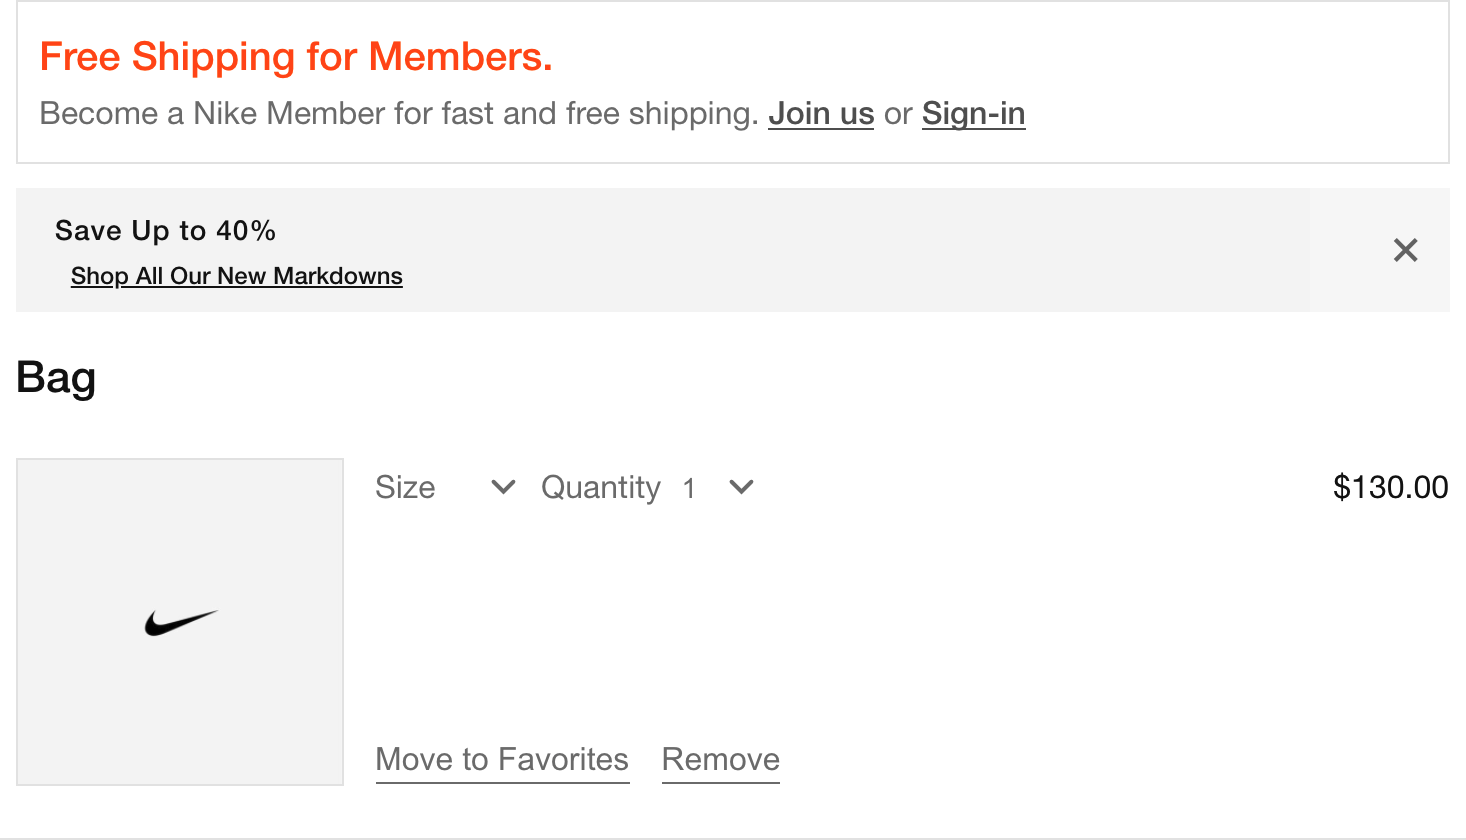 Free Shipping for Members.
Become a Nike Member for fast and free shipping. Join us or Sign-in
Save Up to 40%
Shop All Our New Markdowns
Bag
Size Quantity 1 $130.00
Move to Favorites Remove